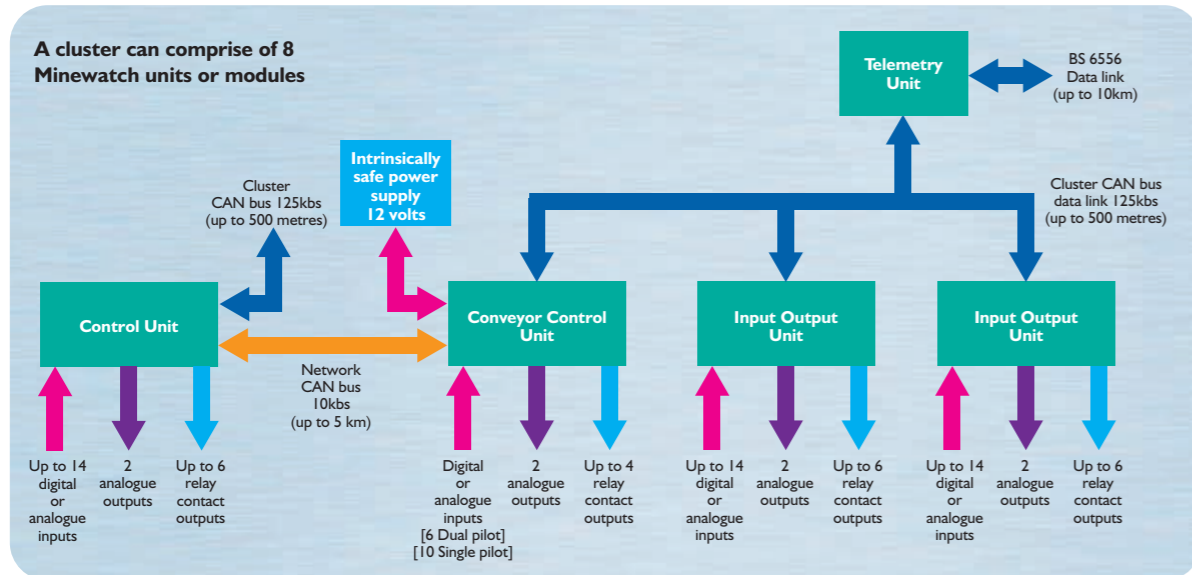 A cluster can comprise of 8
Minewatch units or modules
Telemetry
Unit
BS 6556
Data link
(up to 10km)
Intrinsically
safe power
supply
12 volts
Cluster
CAN bus 125kbs
(up to 500 metres)
Cluster CAN bus
data link 125kbs
(up to 500 metres)
Control Unit
Conveyor Control
Unit
Input Output
Unit
Input Output
Unit
Network
CAN bus
10kbs
(up to 5 km)
Up to 14
digital
or
analogue
inputs
2
analogue
outputs
Up to 6
relay
contact
outputs
Digital
or
analogue
inputs
[6 Dual pilot]
[10 Single pilot]
2
analogue
outputs
Up to 4
relay
contact
outputs
Up to 14
digital
or
analogue
inputs
2
analogue
outputs
Up to 6
relay
contact
outputs
Up to 14
digital
or
analogue inputs
2
analogue
outputs
Up to 6
relay
contact
outputs